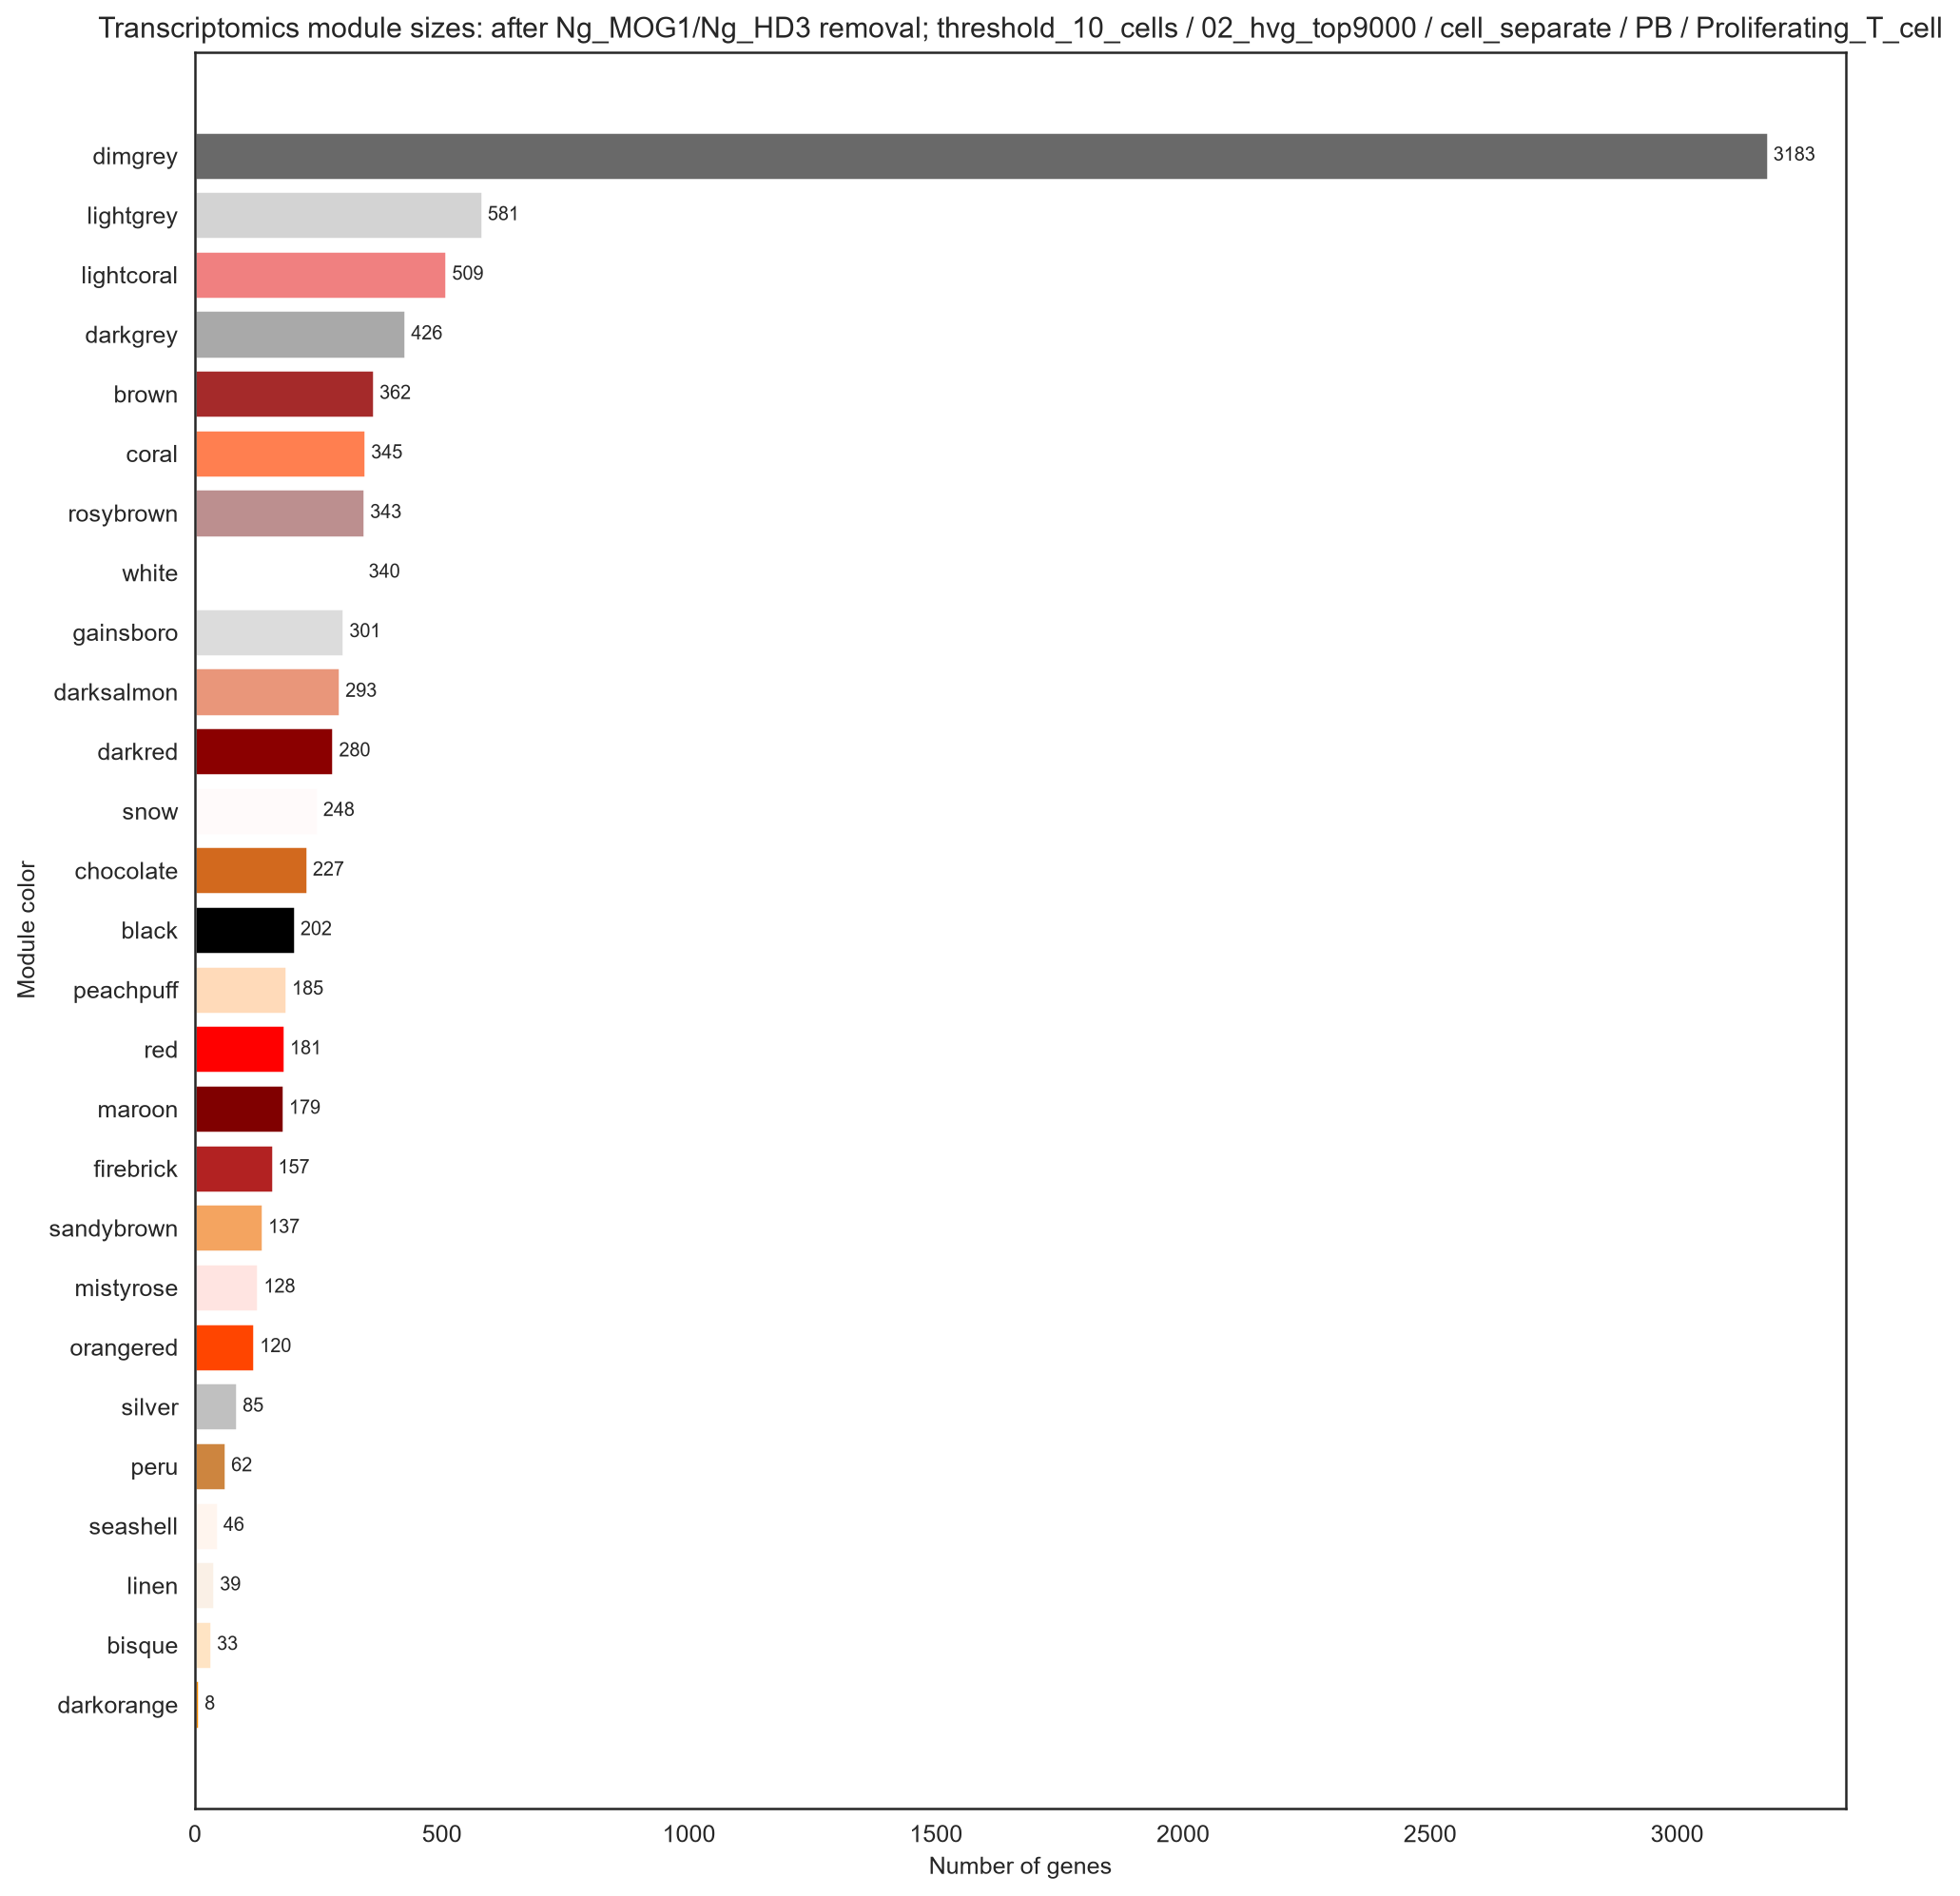 Transcriptomics module sizes: after Ng_MOG1/Ng_HD3 removal; threshold_10_cells / 02_hvg_top9000 / cell_separate / PB / Proliferating_T_cell
Module color
dimgrey 3183
lightgrey 581
lightcoral 509
darkgrey 426
brown 362
coral 345
rosybrown 343
white 340
gainsboro 301
darksalmon 293
darkred 280
snow 248
chocolate 227
black 202
peachpuff 185
red 181
maroon 179
firebrick 157
sandybrown 137
mistyrose 128
orangered 120
silver 85
peru 62
seashell 46
linen 39
bisque 33
darkorange 8
0 500 1000 1500 2000 2500 3000
Number of genes